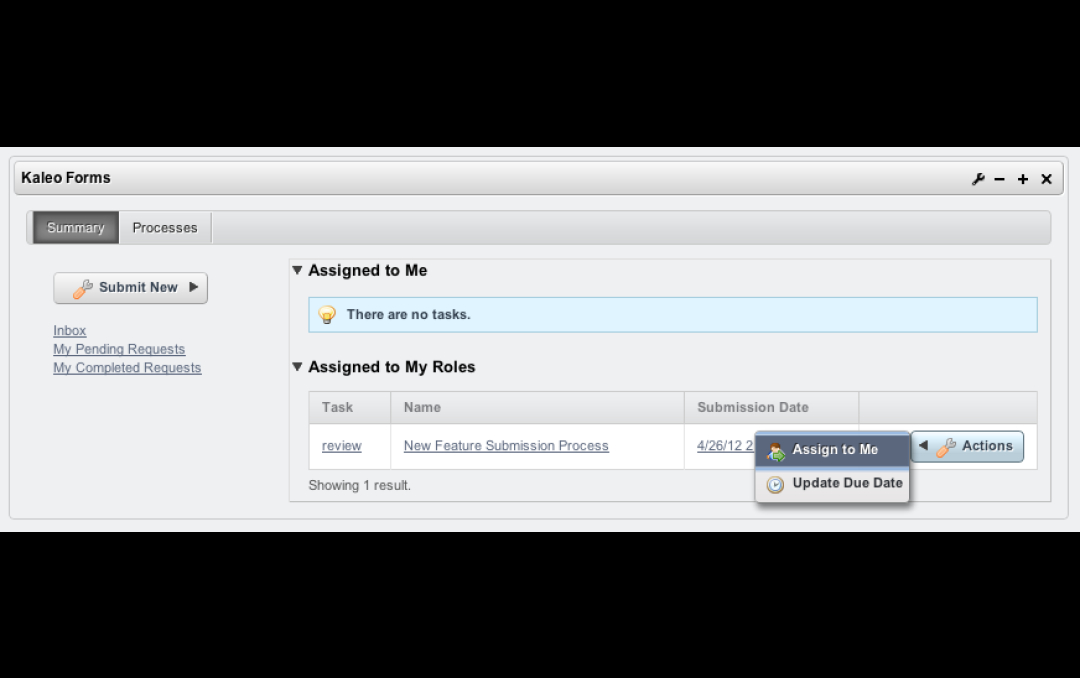 Kaleo Forms
Summary Processes
Submit New
Inbox
My Pending Requests
My Completed Requests
Assigned to Me
There are no tasks.
Assigned to My Roles
Task Name Submission Date
review New Feature Submission Process 4/26/12 Actions
Assign to Me
Update Due Date
Showing 1 result.